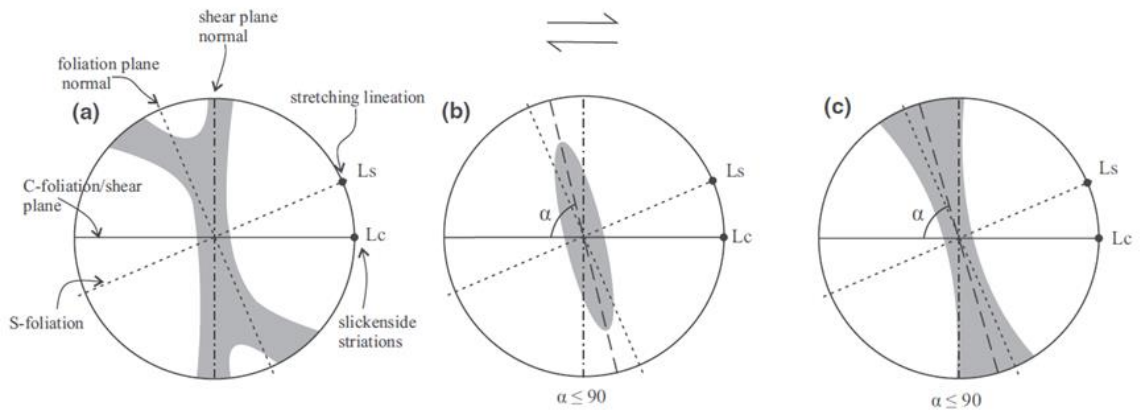 shear plane
normal
foliation plane
normal
(a)
stretching lineation
Ls
C-foliation/shear
plane
Lc
S-foliation
slickenside
striations
(b)
α
Ls
Lc
α ≤ 90
(c)
α
Ls
Lc
α ≤ 90